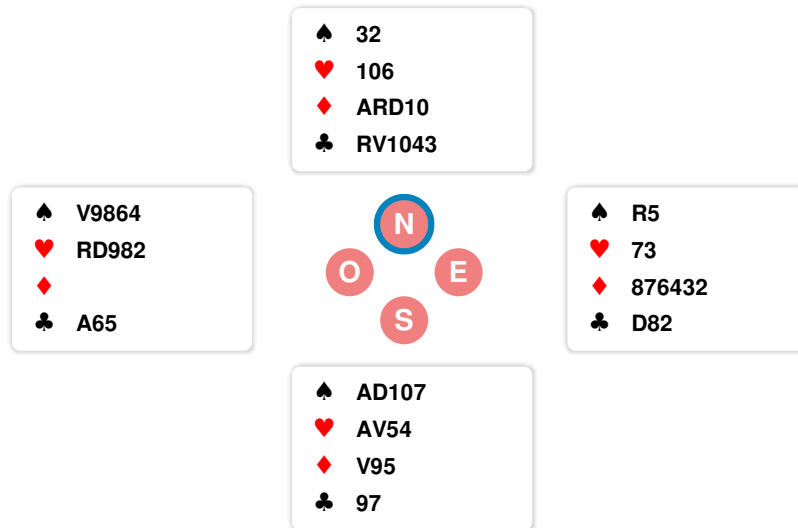 ♠ 32
♥ 106
♦ ARD10
♣ RV1043
♠ V9864
♥ RD982
♦
♣ A65
N
O
E
S
♠ R5
♥ 73
♦ 876432
♣ D82
♠ AD107
♥ AV54
♦ V95
♣ 97